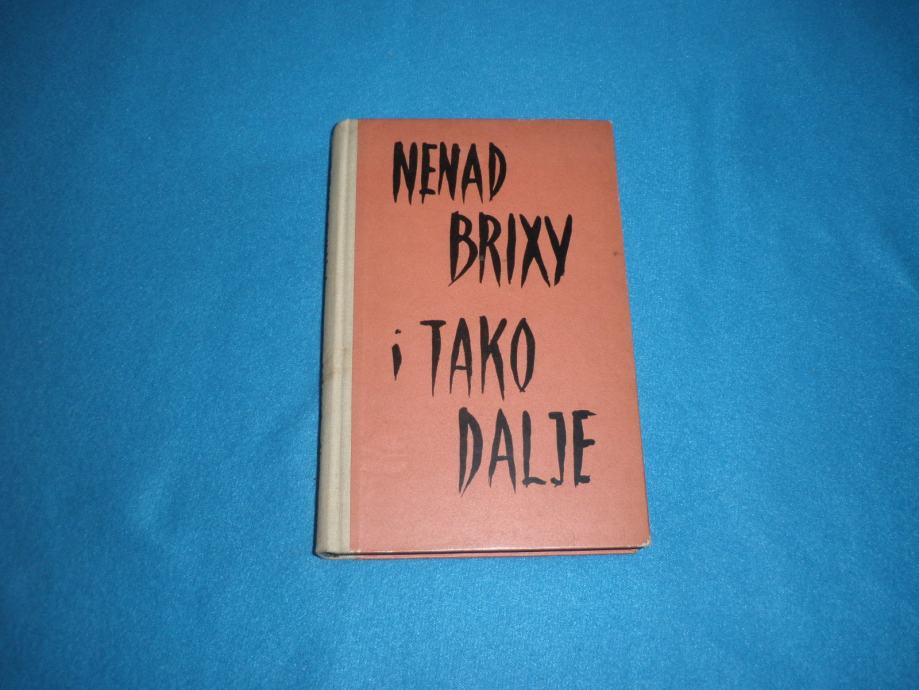 NENAD
BRIXY
i TAKO
DALJE